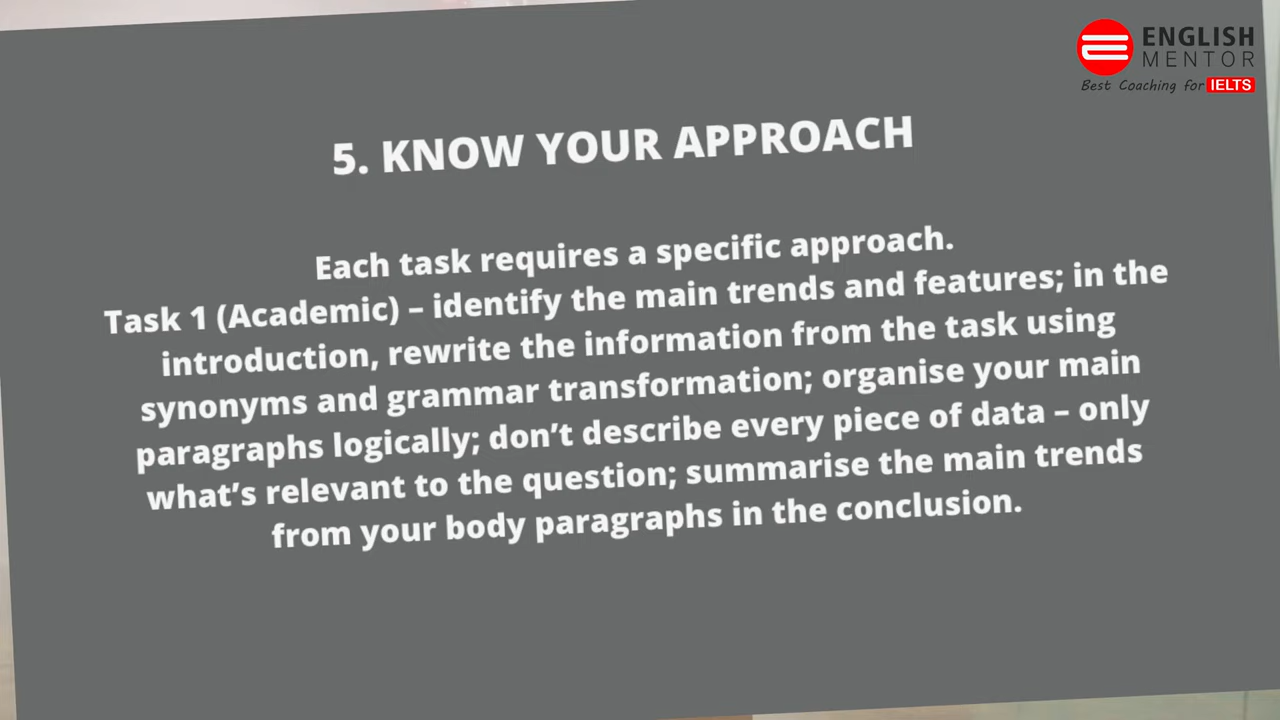 ENGLISH
MENTOR
Best Coaching for IELTS
5. KNOW YOUR APPROACH
Each task requires a specific approach.
Task 1 (Academic) – identify the main trends and features; in the
introduction, rewrite the information from the task using
synonyms and grammar transformation; organise your main
paragraphs logically; don’t describe every piece of data – only
what’s relevant to the question; summarise the main trends
from your body paragraphs in the conclusion.